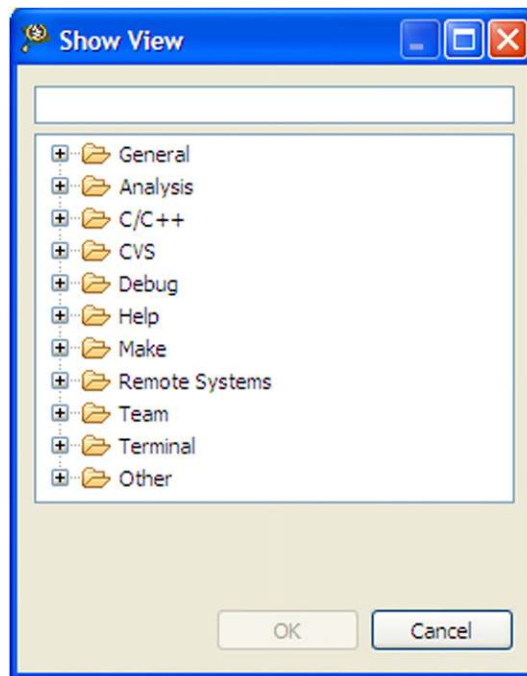 Show View
General
Analysis
C/C++
CVS
Debug
Help
Make
Remote Systems
Team
Terminal
Other
OK
Cancel